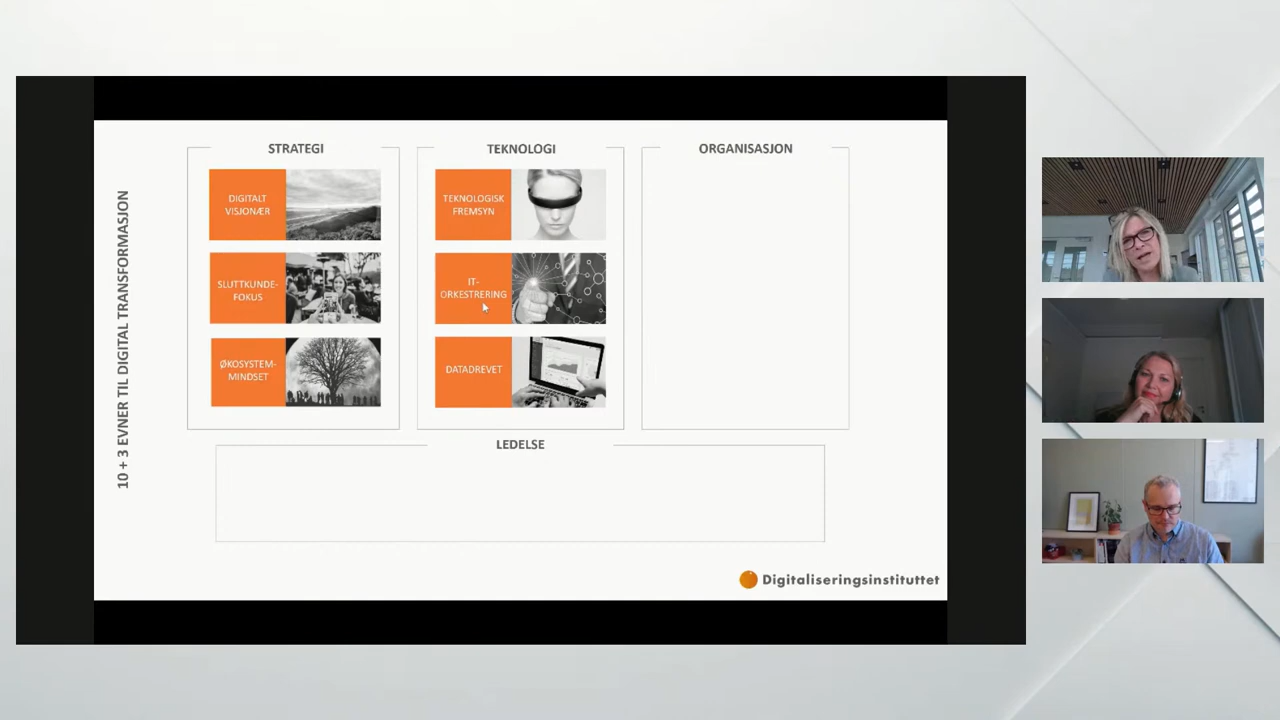 10 + 3 EVNER TIL DIGITAL TRANSFORMASJON
STRATEGI
DIGITALT
VISJONÆR
SLUTTKUNDE-
FOKUS
ØKOSYSTEM-
MINDSET
TEKNOLOGI
TEKNOLOGISK
FREMSYN
IT-
ORKESTRERING
DATADREVET
ORGANISASJON
LEDELSE
Digitaliseringsinstituttet